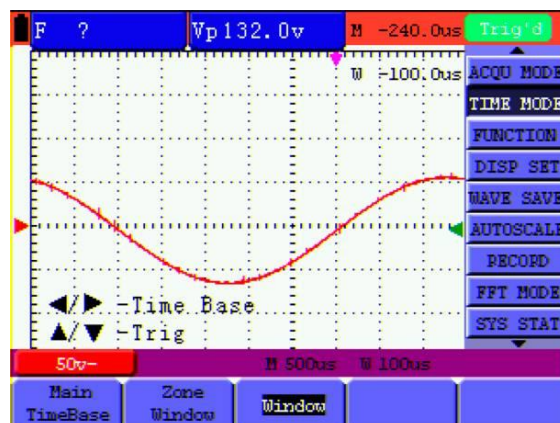 F ? Vp132.0v M -240.0us Trig'd
W -100.0us
ACQU MODE
TIME MODE
FUNCTION
DISP SET
WAVE SAVE
AUTOSCALE
RECORD
FFT MODE
SYS STAT
◀/▶ -Time Base
▲/▼ -Trig
50v~ M 500us W 100us
Main TimeBase
Zone Window
Window